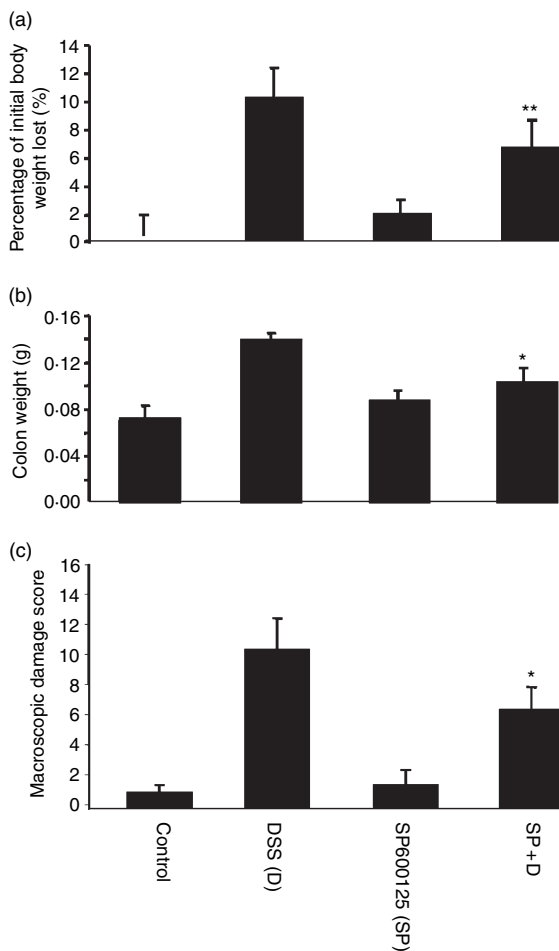 (a)
Percentage of initial body
weight lost (%)
14
12
10
8
6
4
2
0
**
(b)
Colon weight (g)
0·16
0·12
0·08
0·04
0·00
*
(c)
Macroscopic damage score
16
14
12
10
8
6
4
2
0
*
Control
DSS (D)
SP600125 (SP)
SP+D